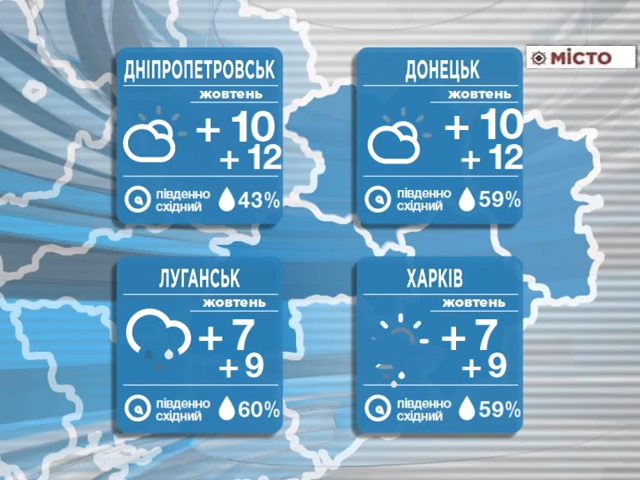 МІСТО
ДНІПРОПЕТРОВСЬК
жовтень
+ 10
+ 12
південно
східний
43%
ДОНЕЦЬК
жовтень
+ 10
+ 12
південно
східний
59%
ЛУГАНСЬК
жовтень
+ 7
+ 9
південно
східний
60%
ХАРКІВ
жовтень
+ 7
+ 9
південно
східний
59%